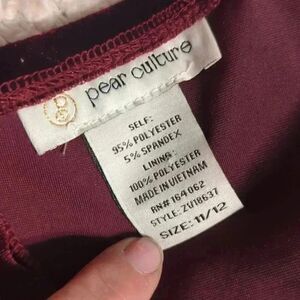 pear culture
SELF:
95% POLYESTER
5% SPANDEX
LINING:
100% POLYESTER
MADE IN VIETNAM
RN# 164062
STYLE: ZV18637
SIZE: 11/12